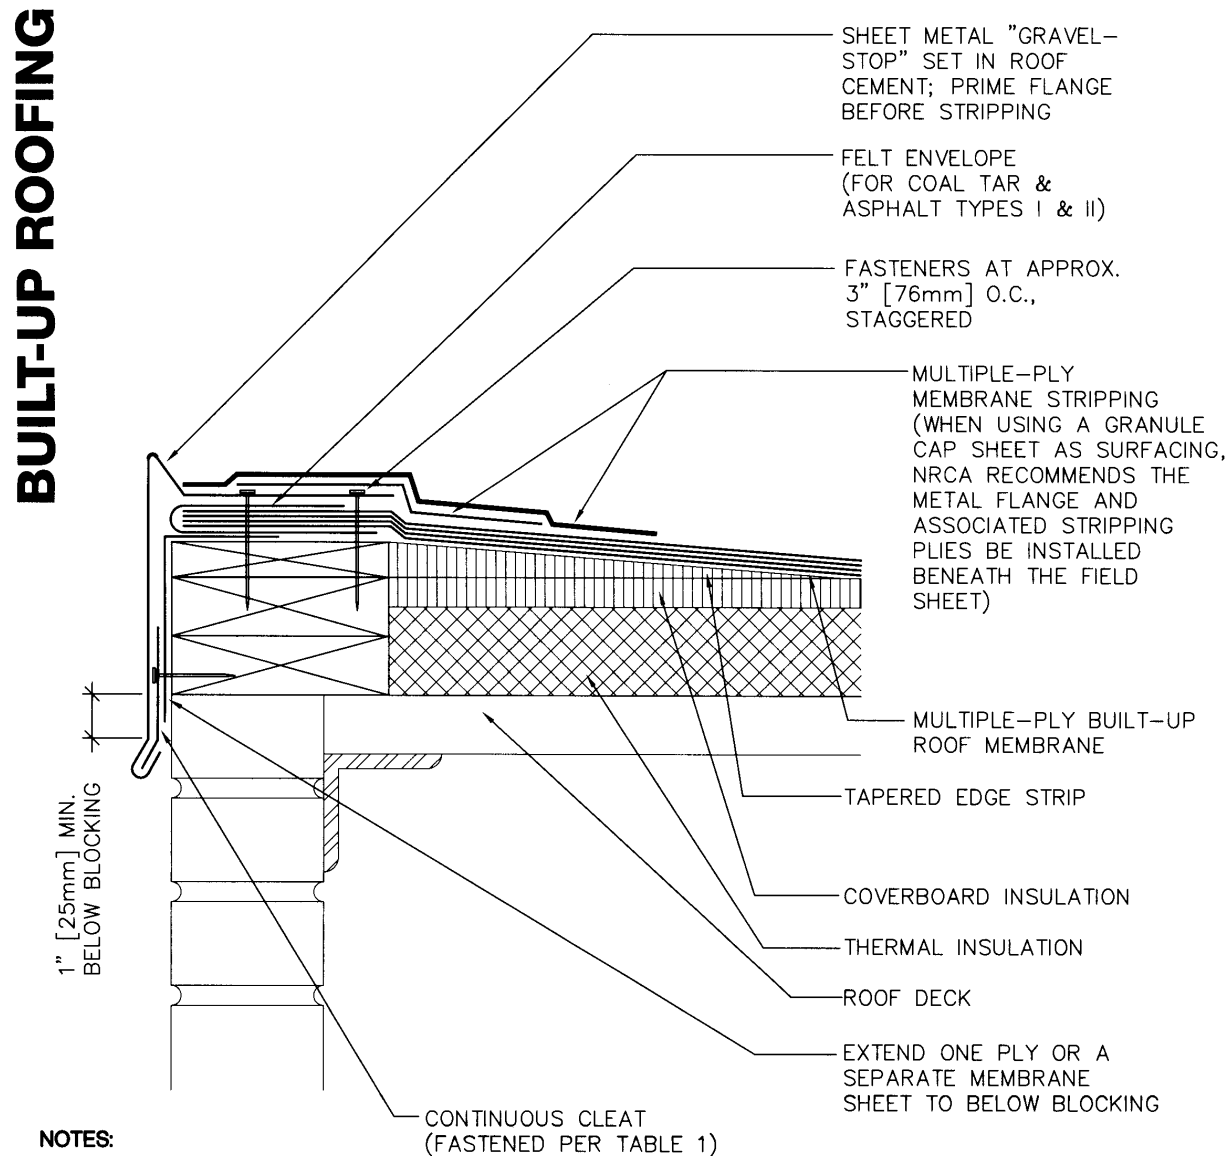 BUILT-UP ROOFING
SHEET METAL "GRAVEL-
STOP" SET IN ROOF
CEMENT; PRIME FLANGE
BEFORE STRIPPING
FELT ENVELOPE
(FOR COAL TAR &
ASPHALT TYPES I & II)
FASTENERS AT APPROX.
3" [76mm] O.C.,
STAGGERED
MULTIPLE-PLY
MEMBRANE STRIPPING
(WHEN USING A GRANULE
CAP SHEET AS SURFACING,
NRCA RECOMMENDS THE
METAL FLANGE AND
ASSOCIATED STRIPPING
PLIES BE INSTALLED
BENEATH THE FIELD
SHEET)
MULTIPLE-PLY BUILT-UP
ROOF MEMBRANE
TAPERED EDGE STRIP
COVERBOARD INSULATION
THERMAL INSULATION
ROOF DECK
EXTEND ONE PLY OR A
SEPARATE MEMBRANE
SHEET TO BELOW BLOCKING
CONTINUOUS CLEAT
(FASTENED PER TABLE 1)
1" [25mm] MIN.
BELOW BLOCKING
NOTES: